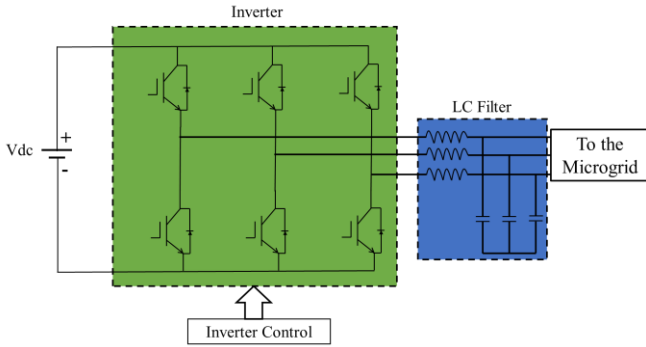 Inverter
LC Filter
Vdc
+
-
To the
Microgrid
Inverter Control